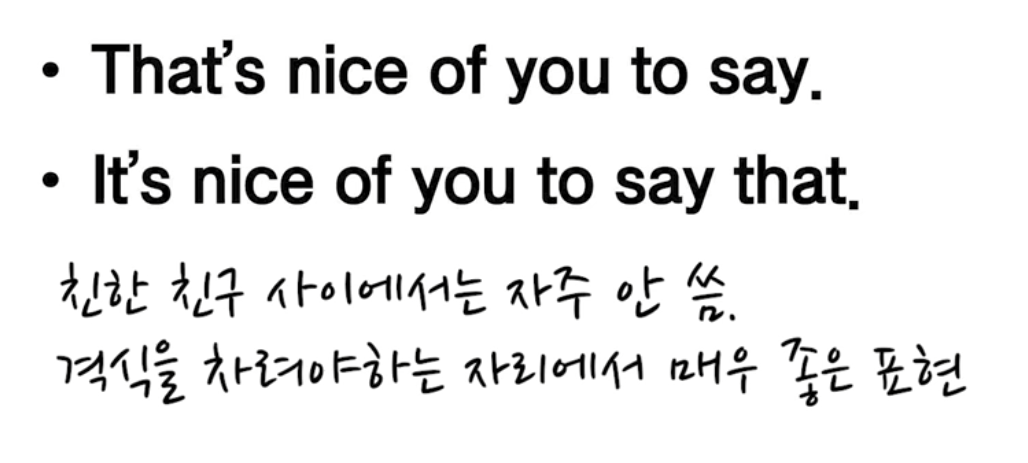 • That's nice of you to say.
• It's nice of you to say that.
친한 친구 사이에서는 자주 안 씀.
격식을 차려야하는 자리에서 매우 좋은 표현